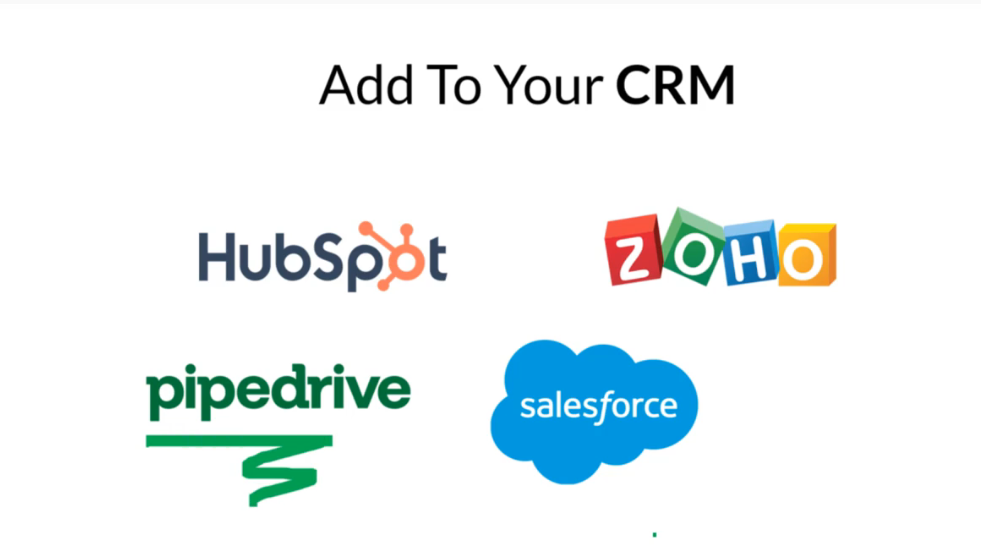 Add To Your CRM
HubSpot
ZOHO
pipedrive
salesforce